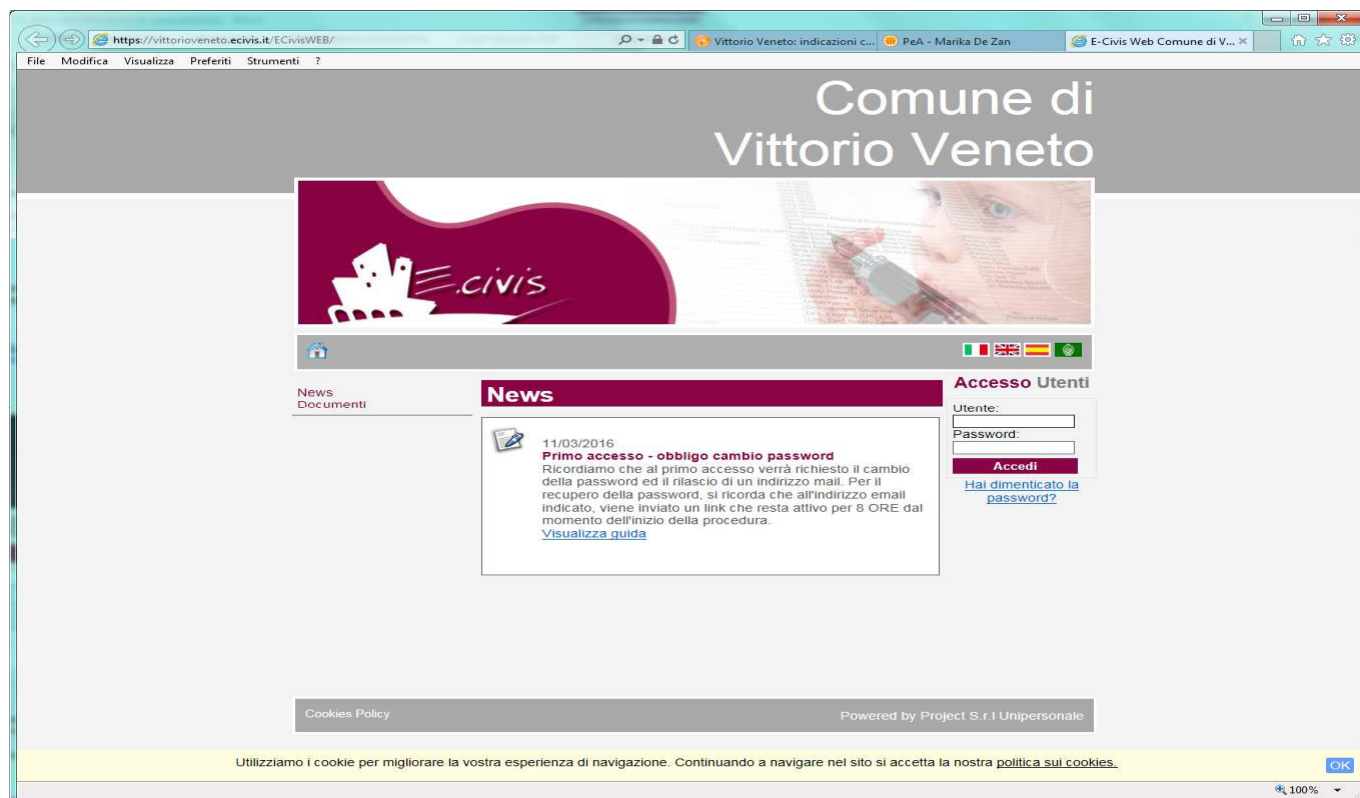 https://vittorioveneto.ecivis.it/ECivisWEB/
Vittorio Veneto: indicazioni c...
PeA - Marika De Zan
E-Civis Web Comune di V...
File Modifica Visualizza Preferiti Strumenti ?
Comune di
Vittorio Veneto
E.civis
News
Documenti
News
11/03/2016
Primo accesso - obbligo cambio password
Ricordiamo che al primo accesso verrà richiesto il cambio
della password ed il rilascio di un indirizzo mail. Per il
recupero della password, si ricorda che all'indirizzo email
indicato, viene inviato un link che resta attivo per 8 ORE dal
momento dell'inizio della procedura.
Visualizza guida
Accesso Utenti
Utente:
Password:
Accedi
Hai dimenticato la
password?
Cookies Policy
Powered by Project S.r.l Unipersonale
Utilizziamo i cookie per migliorare la vostra esperienza di navigazione. Continuando a navigare nel sito si accetta la nostra politica sui cookies.
OK
100%